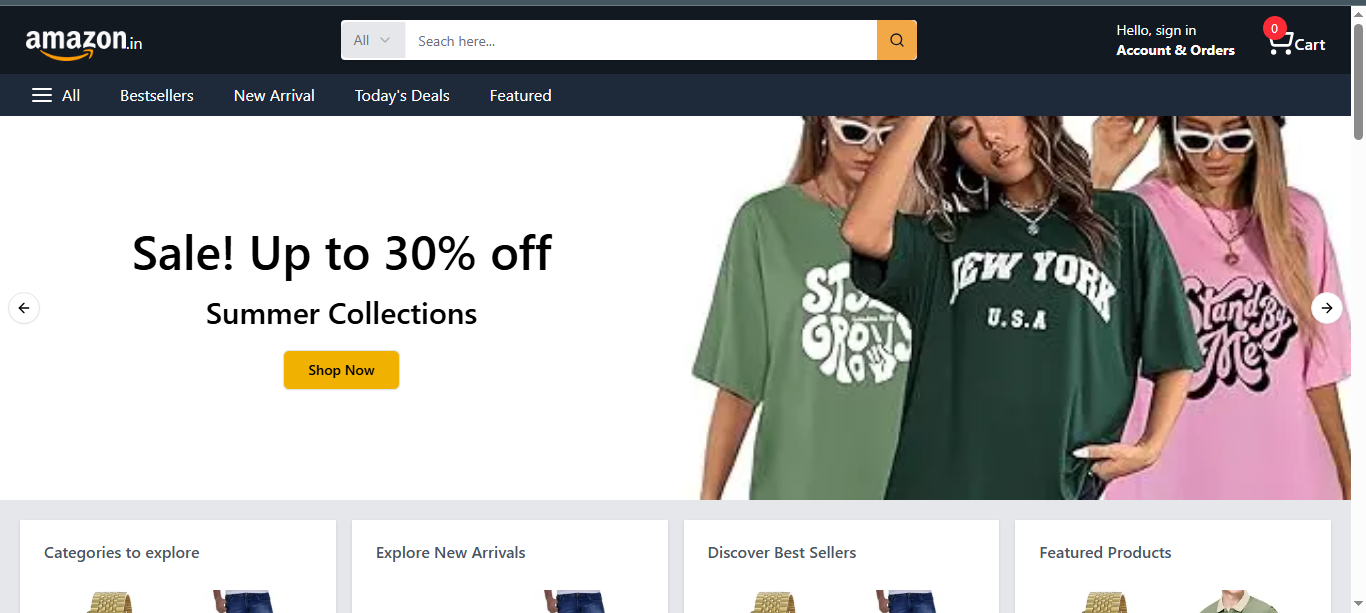 amazon.in
All
Seach here...
Hello, sign in
Account & Orders
0
Cart
All
Bestsellers
New Arrival
Today's Deals
Featured
Sale! Up to 30% off
Summer Collections
Shop Now
NEW YORK
U.S.A
Stand By
Me
Categories to explore
Explore New Arrivals
Discover Best Sellers
Featured Products